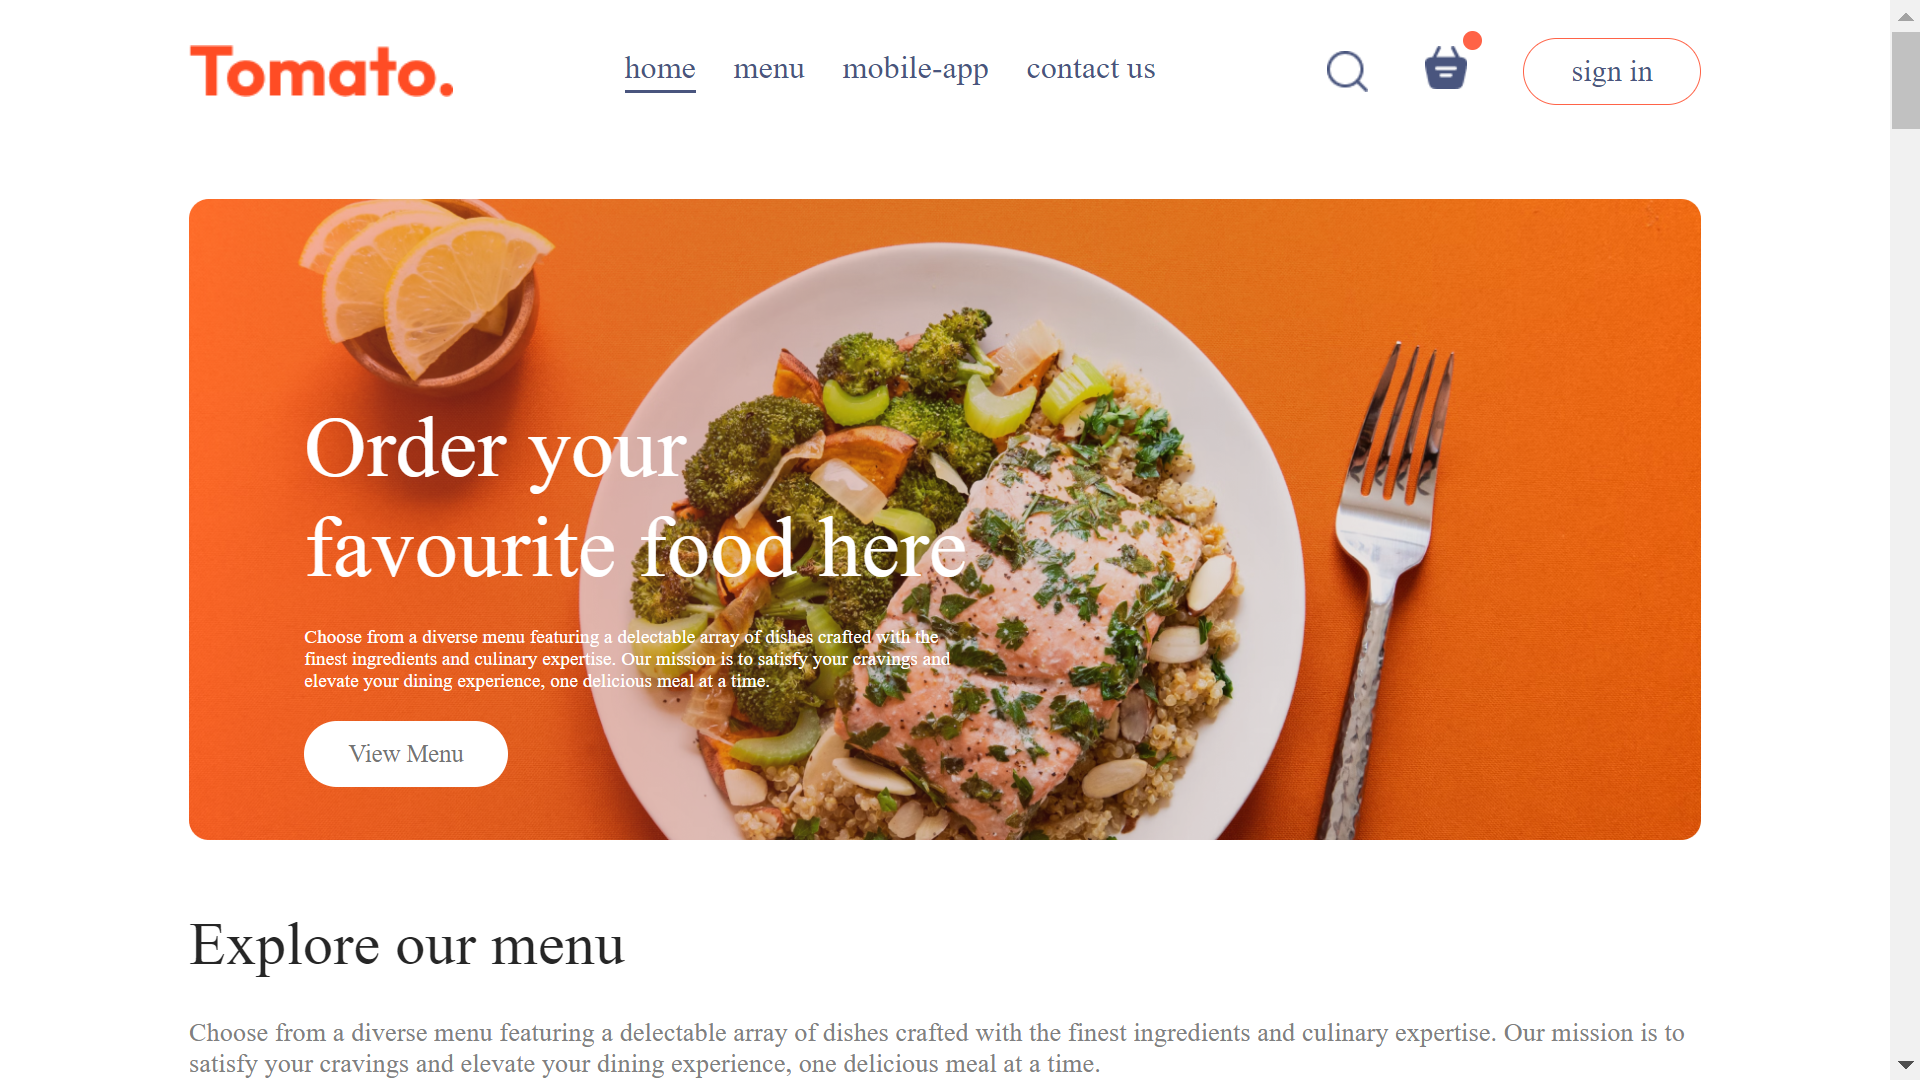 Tomato.
home menu mobile-app contact us
sign in
Order your
favourite food here
Choose from a diverse menu featuring a delectable array of dishes crafted with the
finest ingredients and culinary expertise. Our mission is to satisfy your cravings and
elevate your dining experience, one delicious meal at a time.
View Menu
Explore our menu
Choose from a diverse menu featuring a delectable array of dishes crafted with the finest ingredients and culinary expertise. Our mission is to
satisfy your cravings and elevate your dining experience, one delicious meal at a time.